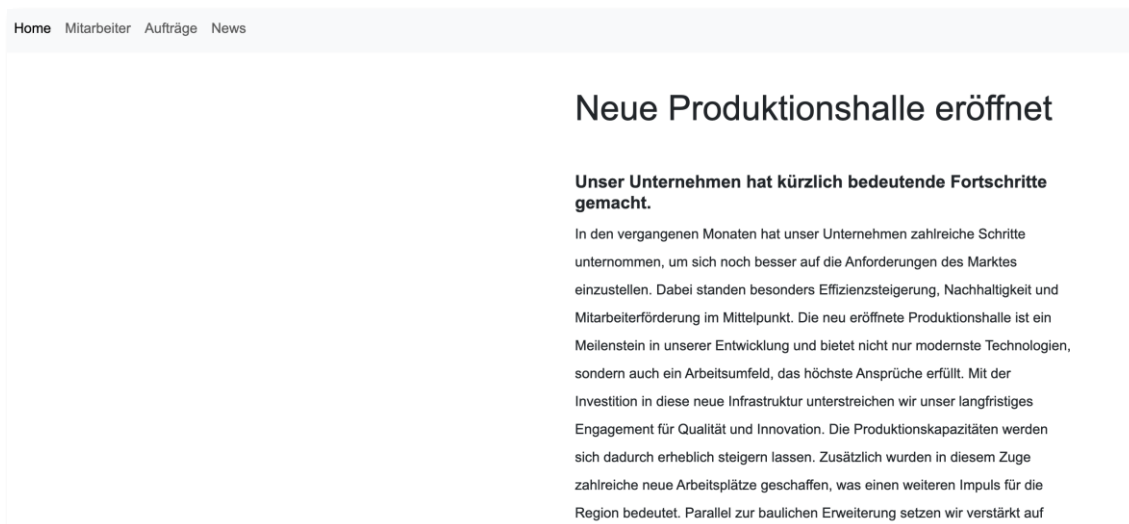 Home Mitarbeiter Aufträge News
Neue Produktionshalle eröffnet
Unser Unternehmen hat kürzlich bedeutende Fortschritte
gemacht.
In den vergangenen Monaten hat unser Unternehmen zahlreiche Schritte
unternommen, um sich noch besser auf die Anforderungen des Marktes
einzustellen. Dabei standen besonders Effizienzsteigerung, Nachhaltigkeit und
Mitarbeiterförderung im Mittelpunkt. Die neu eröffnete Produktionshalle ist ein
Meilenstein in unserer Entwicklung und bietet nicht nur modernste Technologien,
sondern auch ein Arbeitsumfeld, das höchste Ansprüche erfüllt. Mit der
Investition in diese neue Infrastruktur unterstreichen wir unser langfristiges
Engagement für Qualität und Innovation. Die Produktionskapazitäten werden
sich dadurch erheblich steigern lassen. Zusätzlich wurden in diesem Zuge
zahlreiche neue Arbeitsplätze geschaffen, was einen weiteren Impuls für die
Region bedeutet. Parallel zur baulichen Erweiterung setzen wir verstärkt auf